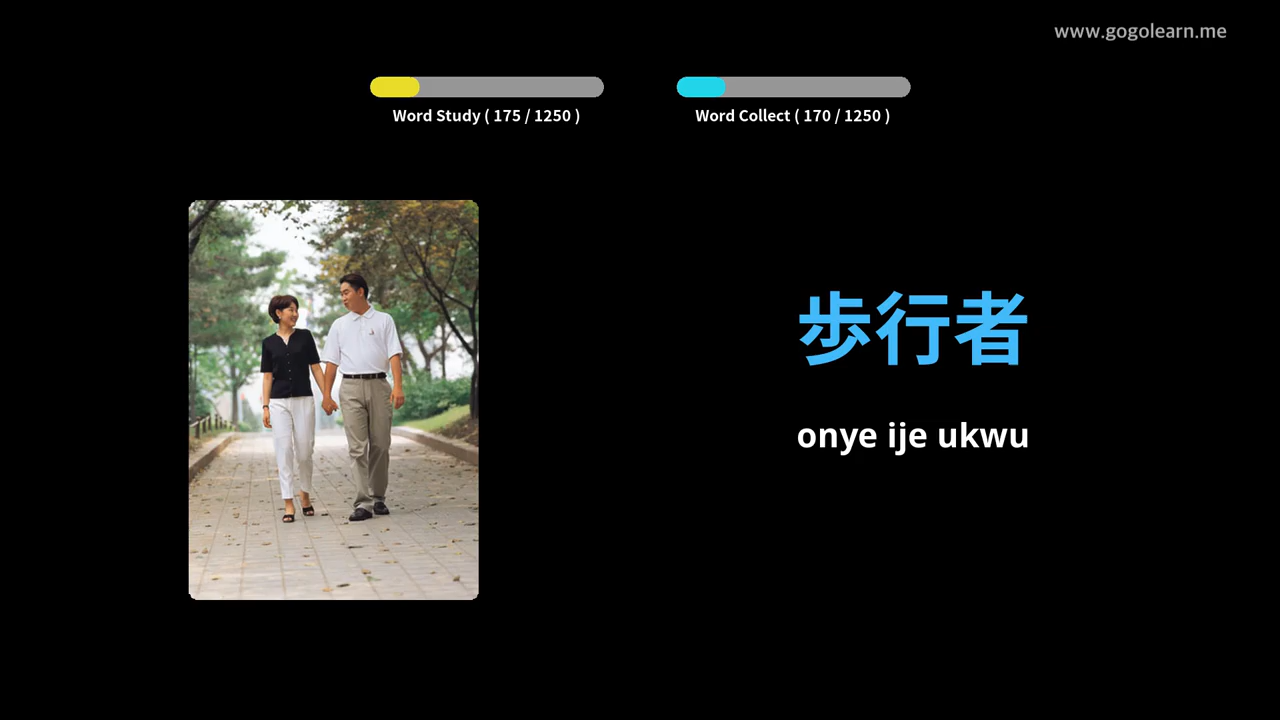 www.gogolearn.me
Word Study ( 175 / 1250 )
Word Collect ( 170 / 1250 )
歩行者
onye ije ukwu